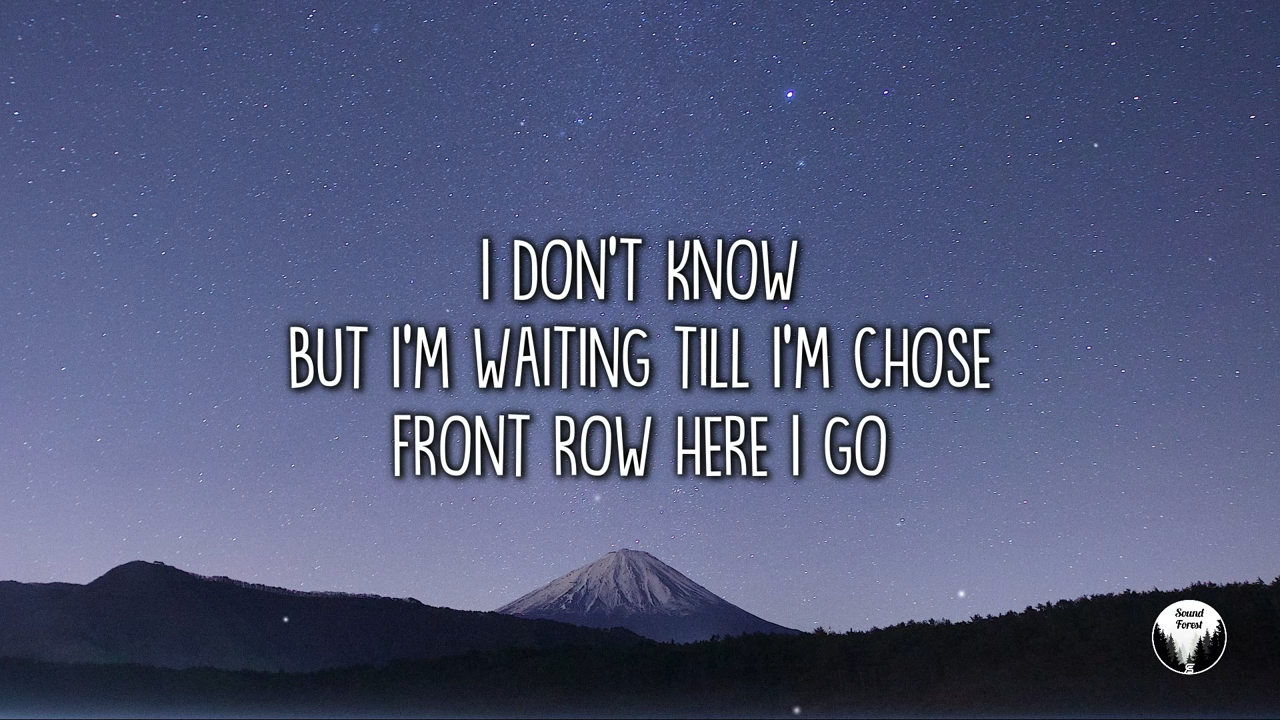 I DON'T KNOW
BUT I'M WAITING TILL I'M CHOSE
FRONT ROW HERE I GO
Sound
Forest